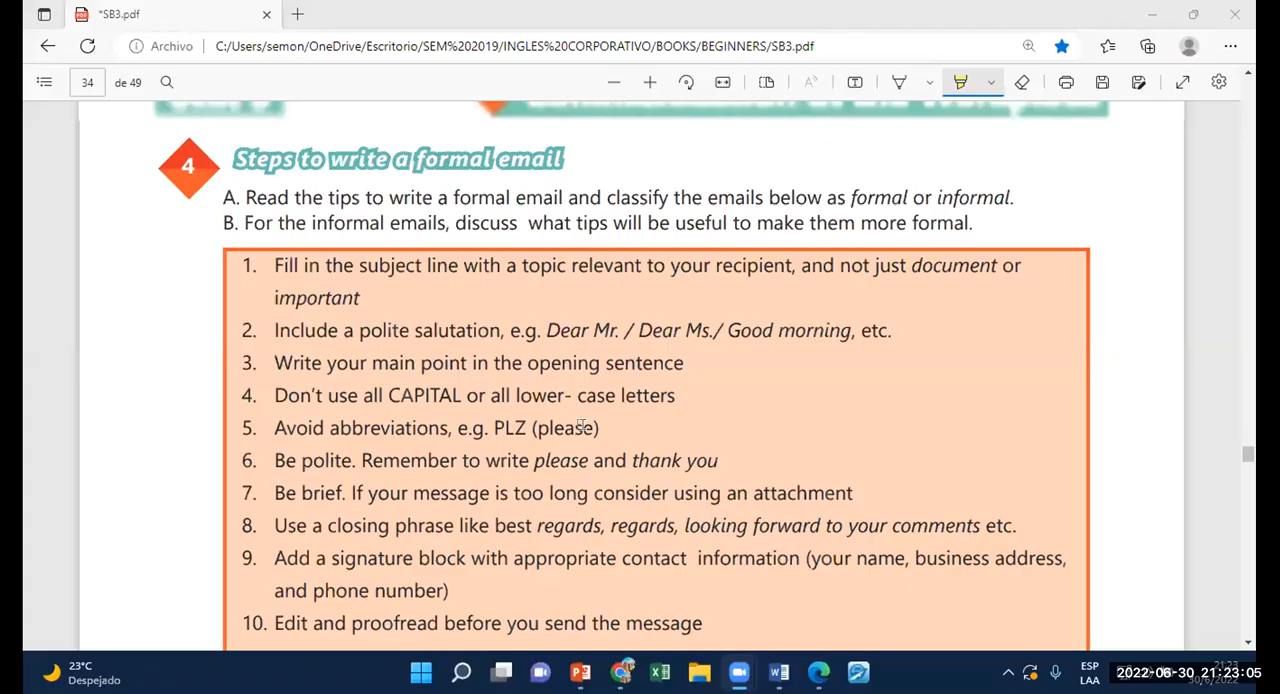 *SB3.pdf
Archivo
C:/Users/semon/OneDrive/Escritorio/SEM%202019/INGLES%20CORPORATIVO/BOOKS/BEGINNERS/SB3.pdf
34 de 49
4 Steps to write a formal email
A. Read the tips to write a formal email and classify the emails below as formal or informal.
B. For the informal emails, discuss what tips will be useful to make them more formal.
1. Fill in the subject line with a topic relevant to your recipient, and not just document or
important
2. Include a polite salutation, e.g. Dear Mr. / Dear Ms./ Good morning, etc.
3. Write your main point in the opening sentence
4. Don't use all CAPITAL or all lower- case letters
5. Avoid abbreviations, e.g. PLZ (please)
6. Be polite. Remember to write please and thank you
7. Be brief. If your message is too long consider using an attachment
8. Use a closing phrase like best regards, regards, looking forward to your comments etc.
9. Add a signature block with appropriate contact information (your name, business address,
and phone number)
10. Edit and proofread before you send the message
23°C
Despejado
ESP
LAA
2022-06-30 21:23:05